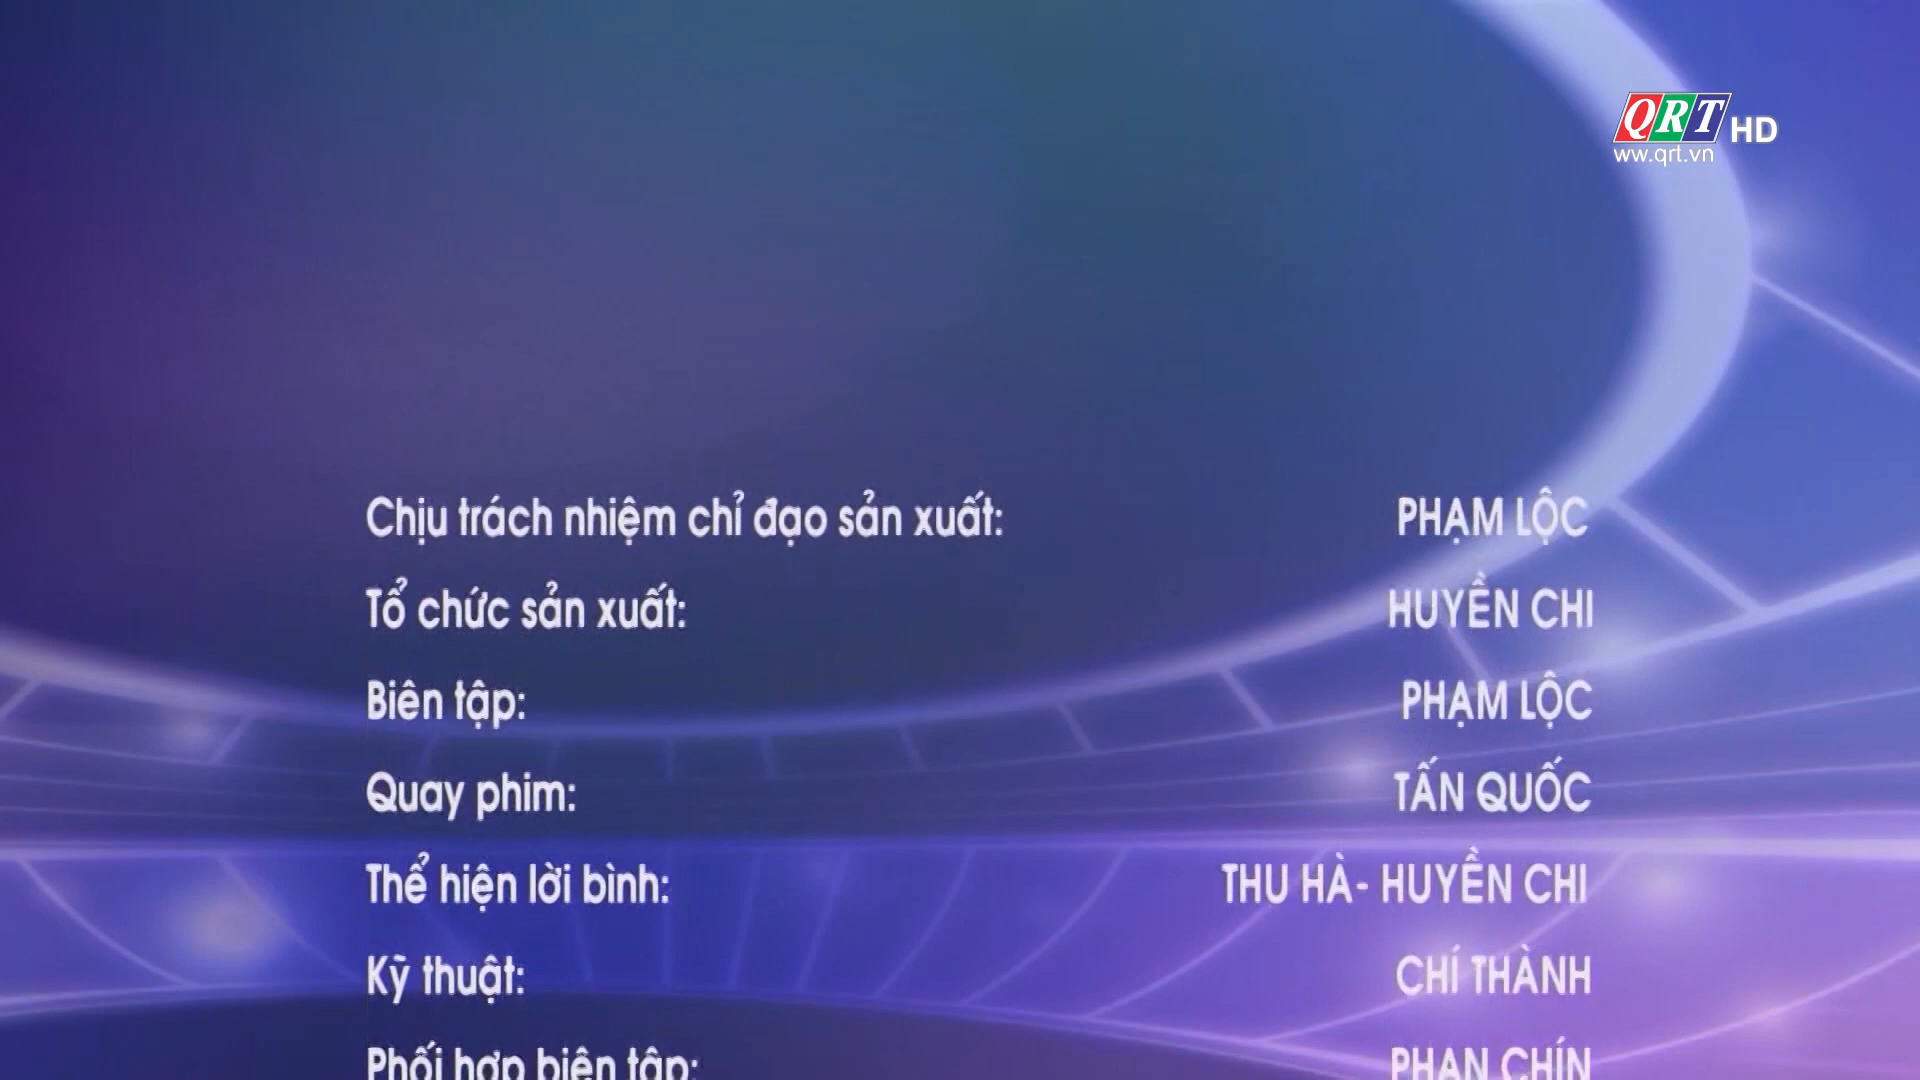 QRT HD
ww.qrt.vn
Chịu trách nhiệm chỉ đạo sản xuất: PHẠM LỘC
Tổ chức sản xuất: HUYỀN CHI
Biên tập: PHẠM LỘC
Quay phim: TẤN QUỐC
Thể hiện lời bình: THU HÀ- HUYỀN CHI
Kỹ thuật: CHÍ THÀNH
Phối hợp biên tập: PHAN CHÍN